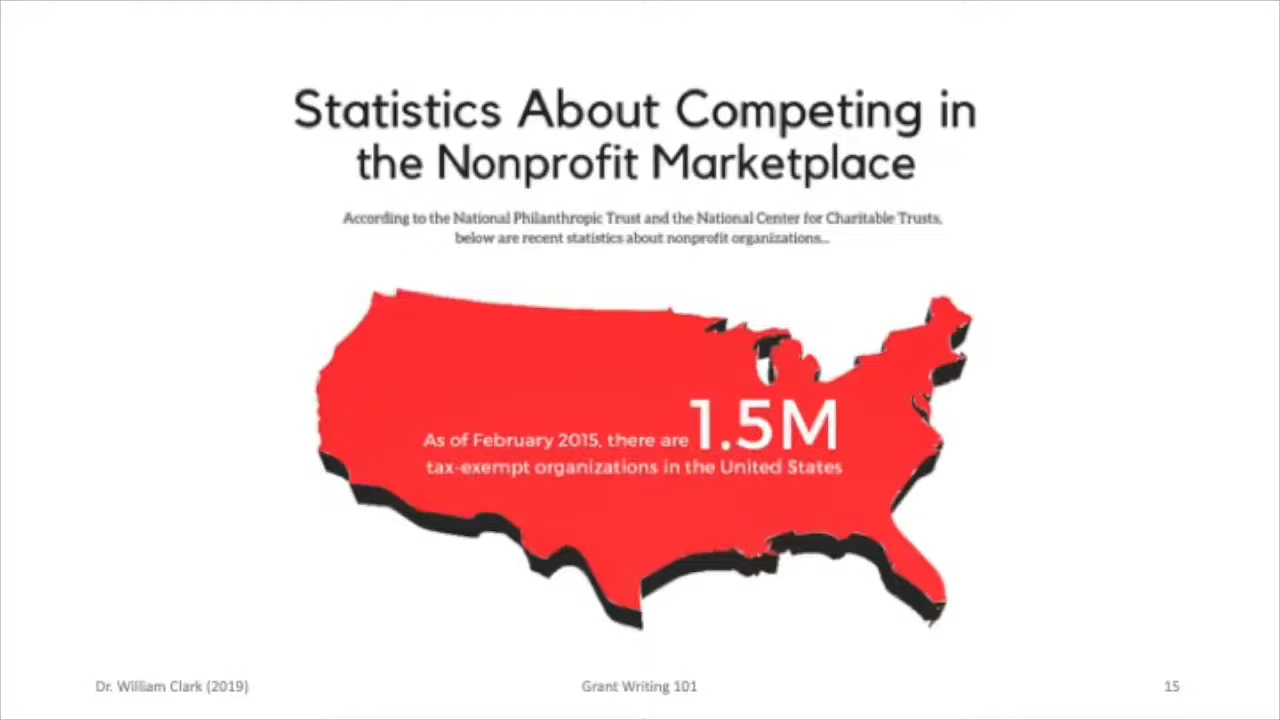 Statistics About Competing in
the Nonprofit Marketplace
According to the National Philanthropic Trust and the National Center for Charitable Trusts,
below are recent statistics about nonprofit organizations...
As of February 2015, there are 1.5M
tax-exempt organizations in the United States
Dr. William Clark (2019)
Grant Writing 101
15